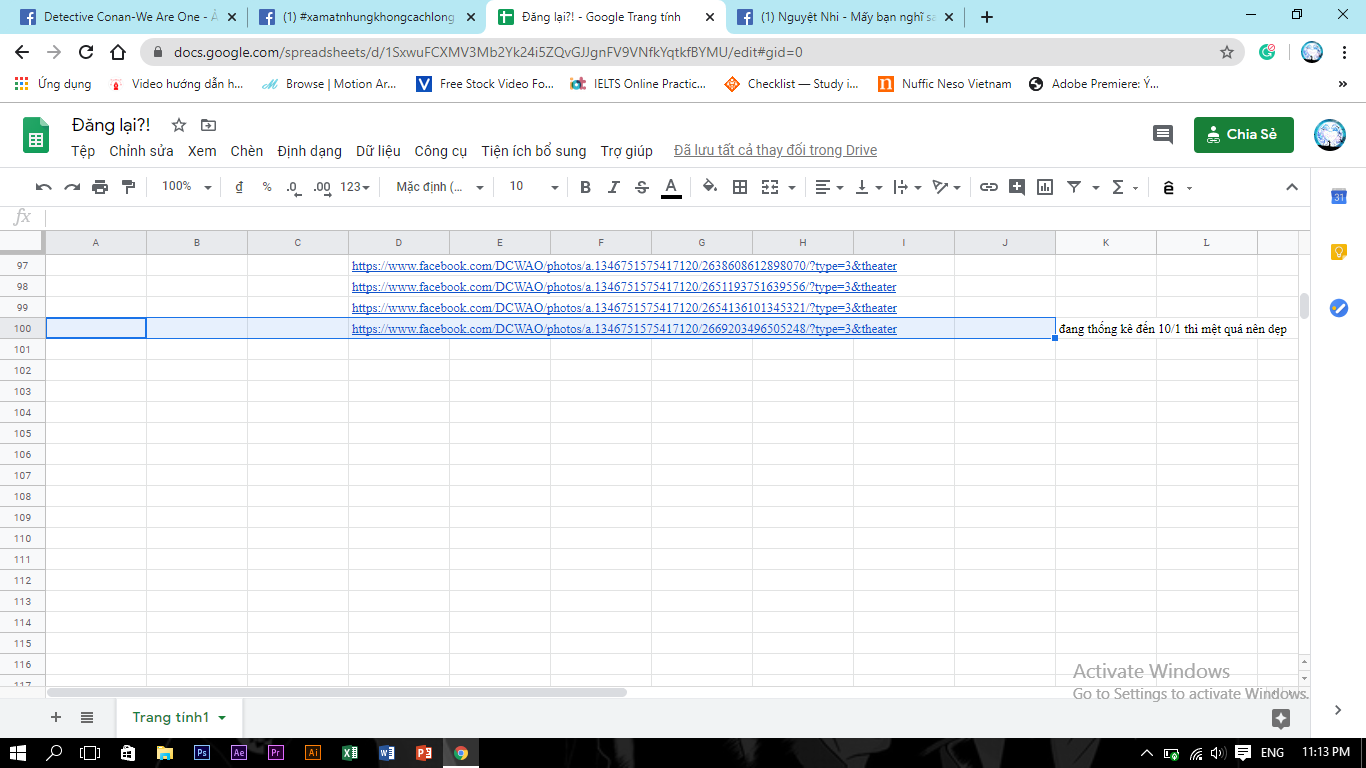 Detective Conan-We Are One - Ả
(1) #xamatnhungkhongcachlong
Đăng lại?! - Google Trang tính
(1) Nguyệt Nhi - Mấy bạn nghĩ sa
docs.google.com/spreadsheets/d/1SxwuFCXMV3Mb2Yk24i5ZQvGJJgnFV9VNfkYqtkfBYMU/edit#gid=0
Ứng dụng Video hướng dẫn h... Browse | Motion Ar... Free Stock Video Fo... IELTS Online Practic... Checklist — Study i... Nuffic Neso Vietnam Adobe Premiere: Ý...
Đăng lại?!
Tệp Chỉnh sửa Xem Chèn Định dạng Dữ liệu Công cụ Tiện ích bổ sung Trợ giúp Đã lưu tất cả thay đổi trong Drive
Chia Sẻ
100% đ % .0 .00 123 Mặc định (... 10 B I S A Σ ê
31
fx
A B C D E F G H I J K L
97 https://www.facebook.com/DCWAO/photos/a.1346751575417120/2638608612898070/?type=3&theater
98 https://www.facebook.com/DCWAO/photos/a.1346751575417120/2651193751639556/?type=3&theater
99 https://www.facebook.com/DCWAO/photos/a.1346751575417120/2654136101345321/?type=3&theater
100 https://www.facebook.com/DCWAO/photos/a.1346751575417120/2669203496505248/?type=3&theater đang thống kê đến 10/1 thì mệt quá nên dẹp
101
102
103
104
105
106
107
108
109
110
111
112
113
114
115
116
117
Activate Windows
Go to Settings to activate Windows.
Trang tính1
Ps Ae Pr Ai
ENG 11:13 PM